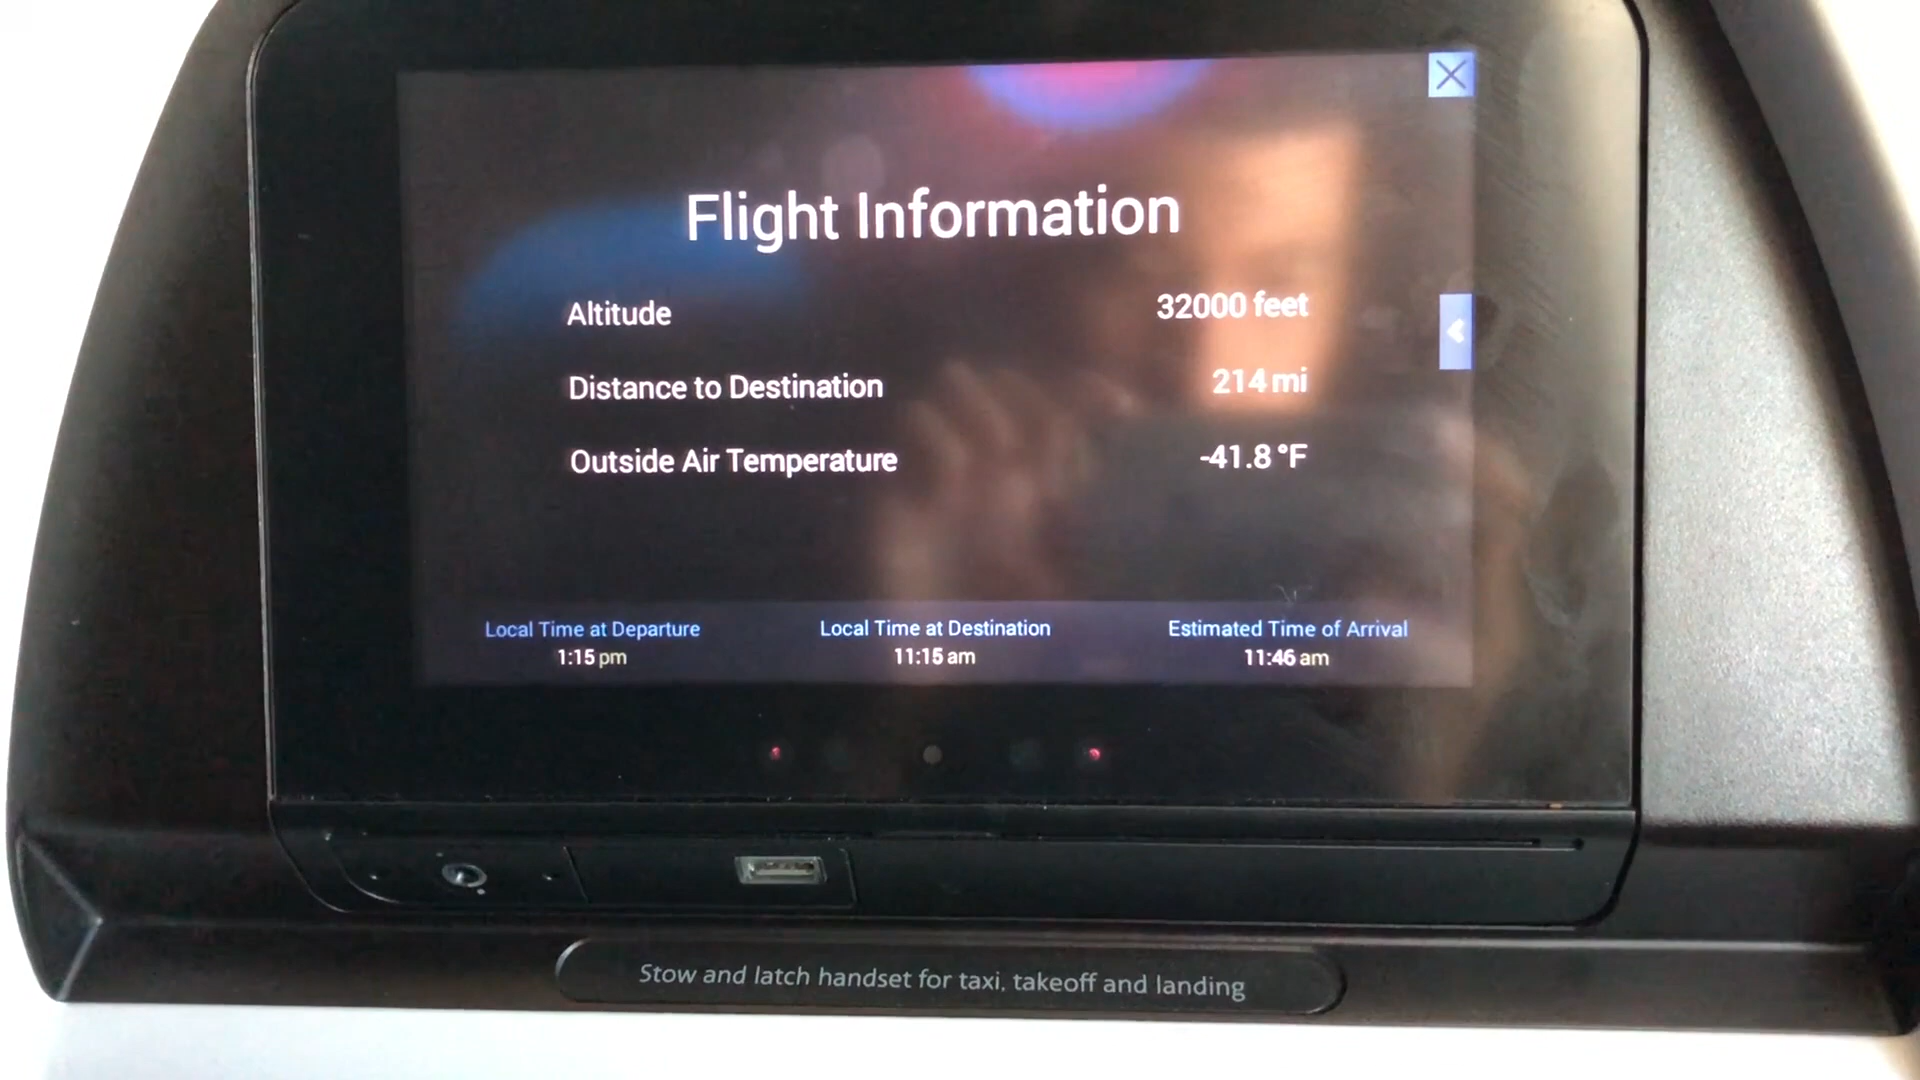 Flight Information
Altitude 32000 feet
Distance to Destination 214 mi
Outside Air Temperature -41.8 °F
Local Time at Departure Local Time at Destination Estimated Time of Arrival
1:15 pm 11:15 am 11:46 am
Stow and latch handset for taxi, takeoff and landing